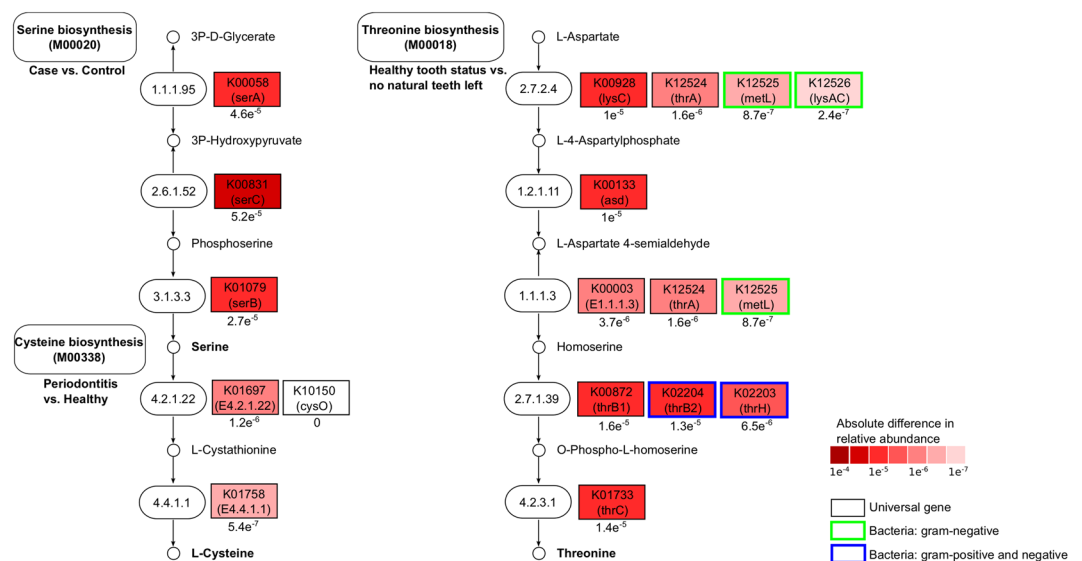 Serine biosynthesis
(M00020)
Case vs. Control
3P-D-Glycerate
1.1.1.95
K00058
(serA)
4.6e-5
3P-Hydroxypyruvate
2.6.1.52
K00831
(serC)
5.2e-5
Phosphoserine
3.1.3.3
K01079
(serB)
2.7e-5
Cysteine biosynthesis
(M00338)
Periodontitis
vs. Healthy
Serine
4.2.1.22
K01697
(E4.2.1.22)
1.2e-6
K10150
(cysO)
0
L-Cystathionine
4.4.1.1
K01758
(E4.4.1.1)
5.4e-7
L-Cysteine
Threonine biosynthesis
(M00018)
Healthy tooth status vs.
no natural teeth left
L-Aspartate
2.7.2.4
K00928
(lysC)
1e-5
K12524
(thrA)
1.6e-6
K12525
(metL)
8.7e-7
K12526
(lysAC)
2.4e-7
L-4-Aspartylphosphate
1.2.1.11
K00133
(asd)
1e-5
L-Aspartate 4-semialdehyde
1.1.1.3
K00003
(E1.1.1.3)
3.7e-6
K12524
(thrA)
1.6e-6
K12525
(metL)
8.7e-7
Homoserine
2.7.1.39
K00872
(thrB1)
1.6e-5
K02204
(thrB2)
1.3e-5
K02203
(thrH)
6.5e-6
O-Phospho-L-homoserine
4.2.3.1
K01733
(thrC)
1.4e-5
Threonine
Absolute difference in
relative abundance
1e-4 1e-5 1e-6 1e-7
Universal gene
Bacteria: gram-negative
Bacteria: gram-positive and negative